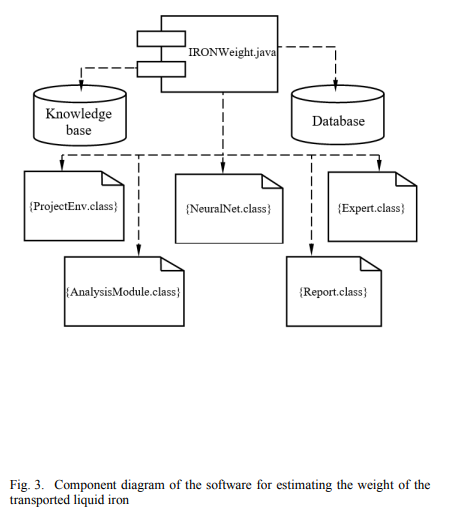 IRONWeight.java
Knowledge
base
Database
{ProjectEnv.class}
{NeuralNet.class}
{Expert.class}
{AnalysisModule.class}
{Report.class}
Fig. 3. Component diagram of the software for estimating the weight of the
transported liquid iron